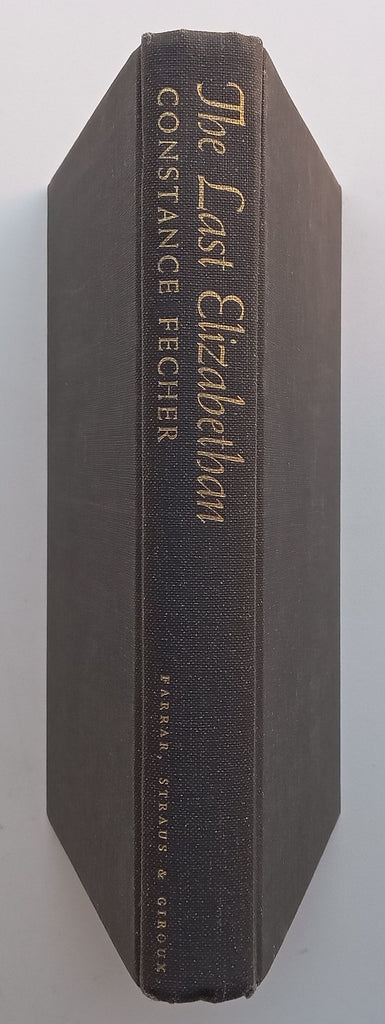 The Last Elizabethan
CONSTANCE FECHER
FARRAR, STRAUS & GIROUX